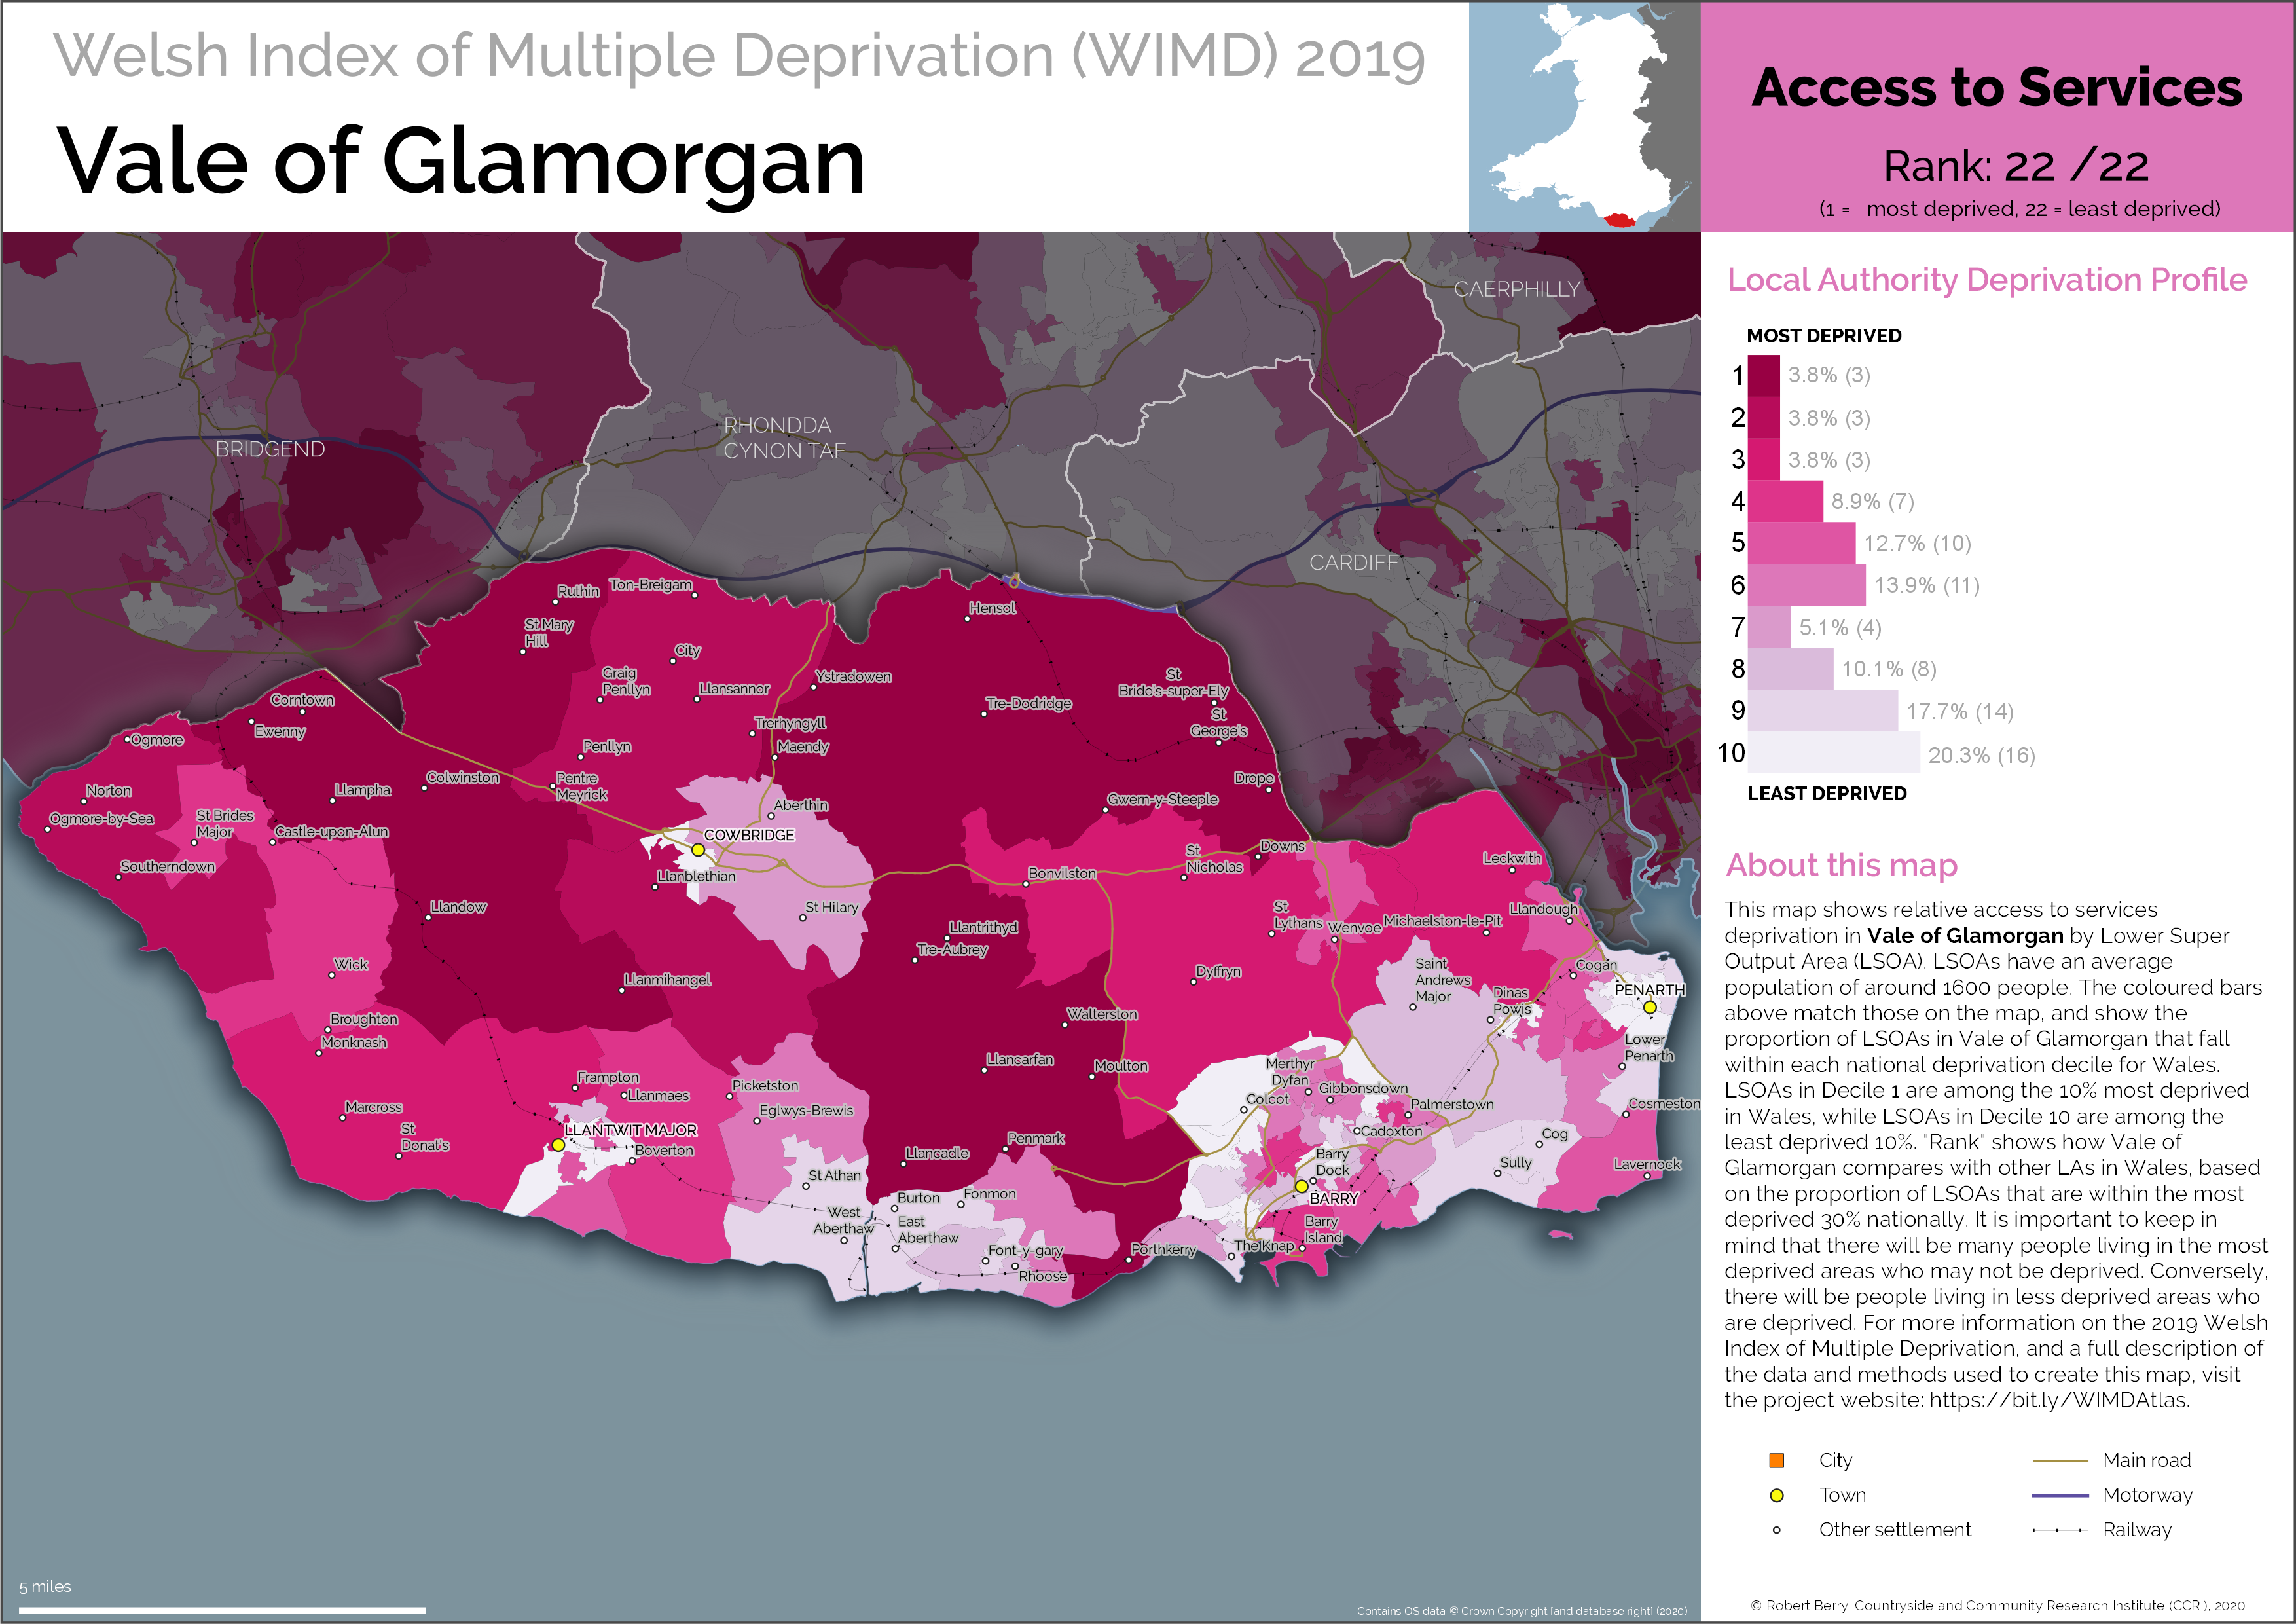 Welsh Index of Multiple Deprivation (WIMD) 2019
Vale of Glamorgan
Access to Services
Rank: 22 /22
(1 = most deprived, 22 = least deprived)
CAERPHILLY
RHONDDA
CYNON TAF
BRIDGEND
CARDIFF
Ruthin
Ton-Breigam
St Mary
Hill
Hensol
City
Graig
Penllyn
Llansannor
Ystradowen
St
Bride's-super-Ely
Corntown
Ewenny
Tre-Dodridge
St
George's
Ogmore
Trerhyngyll
Penllyn
Maendy
Colwinston
Pentre
Meyrick
Drope
Norton
Llampha
Gwern-y-Steeple
Aberthin
Ogmore-by-Sea
St Brides
Major
Castle-upon-Alun
COWBRIDGE
Downs
St
Nicholas
Leckwith
Southerndown
Llanblethian
Bonvilston
Llandow
St Hilary
St
Lythans
Wenvoe
Michaelston-le-Pit
Llandough
Llantrithyd
Tre-Aubrey
Wick
Llanmihangel
Dyffryn
Saint
Andrews
Major
Cogan
PENARTH
Dinas
Powis
Broughton
Monknash
Walterston
Lower
Penarth
Llancarfan
Moulton
Merthyr
Dyfan
Frampton
Llanmaes
Picketston
Gibbonsdown
Colcot
Marcross
Eglwys-Brewis
Palmerstown
Cosmeston
St
Donat's
LLANTWIT MAJOR
Boverton
Cadoxton
Cog
Penmark
Llancadle
Barry
Dock
Sully
Lavernock
St Athan
BARRY
Burton
Fonmon
West
Aberthaw
East
Aberthaw
Barry
Island
Font-y-gary
Porthkerry
The Knap
Rhoose
5 miles
Contains OS data © Crown Copyright [and database right] (2020)
Local Authority Deprivation Profile
MOST DEPRIVED
1 3.8% (3)
2 3.8% (3)
3 3.8% (3)
4 8.9% (7)
5 12.7% (10)
6 13.9% (11)
7 5.1% (4)
8 10.1% (8)
9 17.7% (14)
10 20.3% (16)
LEAST DEPRIVED
About this map
This map shows relative access to services
deprivation in Vale of Glamorgan by Lower Super
Output Area (LSOA). LSOAs have an average
population of around 1600 people. The coloured bars
above match those on the map, and show the
proportion of LSOAs in Vale of Glamorgan that fall
within each national deprivation decile for Wales.
LSOAs in Decile 1 are among the 10% most deprived
in Wales, while LSOAs in Decile 10 are among the
least deprived 10%. "Rank" shows how Vale of
Glamorgan compares with other LAs in Wales, based
on the proportion of LSOAs that are within the most
deprived 30% nationally. It is important to keep in
mind that there will be many people living in the most
deprived areas who may not be deprived. Conversely,
there will be people living in less deprived areas who
are deprived. For more information on the 2019 Welsh
Index of Multiple Deprivation, and a full description of
the data and methods used to create this map, visit
the project website: https://bit.ly/WIMDAtlas.
City
Main road
Town
Motorway
Other settlement
Railway
© Robert Berry, Countryside and Community Research Institute (CCRI), 2020